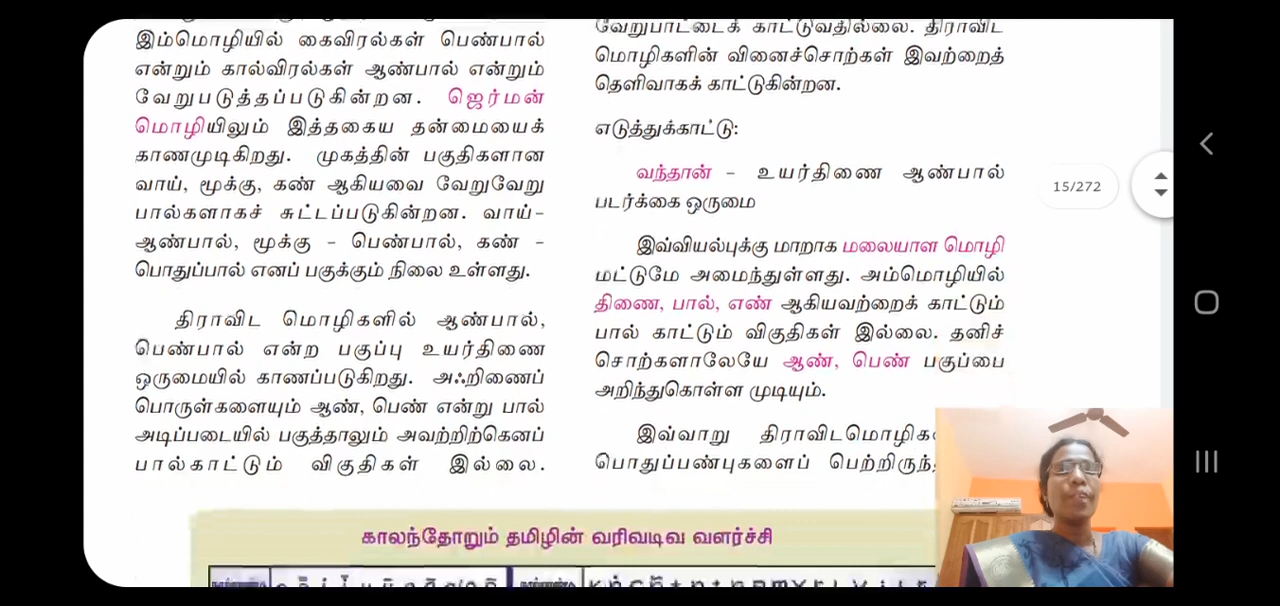 இம்மொழியில் கைவிரல்கள் பெண்பால்
என்றும் கால்விரல்கள் ஆண்பால் என்றும்
வேறுபடுத்தப்படுகின்றன. ஜெர்மன்
மொழியிலும் இத்தகைய தன்மையைக்
காணமுடிகிறது. முகத்தின் பகுதிகளான
வாய், மூக்கு, கண் ஆகியவை வேறுவேறு
பால்களாகச் சுட்டப்படுகின்றன. வாய்-
ஆண்பால், மூக்கு - பெண்பால், கண் -
பொதுப்பால் எனப் பகுக்கும் நிலை உள்ளது.
திராவிட மொழிகளில் ஆண்பால்,
பெண்பால் என்ற பகுப்பு உயர்திணை
ஒருமையில் காணப்படுகிறது. அஃறிணைப்
பொருள்களையும் ஆண், பெண் என்று பால்
அடிப்படையில் பகுத்தாலும் அவற்றிற்கெனப்
பால்காட்டும் விகுதிகள் இல்லை.
வேறுபாட்டைக் காட்டுவதில்லை. திராவிட
மொழிகளின் வினைச்சொற்கள் இவற்றைத்
தெளிவாகக் காட்டுகின்றன.
எடுத்துக்காட்டு:
வந்தான் - உயர்திணை ஆண்பால்
படர்க்கை ஒருமை
இவ்வியல்புக்கு மாறாக மலையாள மொழி
மட்டுமே அமைந்துள்ளது. அம்மொழியில்
திணை, பால், எண் ஆகியவற்றைக் காட்டும்
பால் காட்டும் விகுதிகள் இல்லை. தனிச்
சொற்களாலேயே ஆண், பெண் பகுப்பை
அறிந்துகொள்ள முடியும்.
இவ்வாறு
பொதுப்பண்புகளைப்
காலந்தோறும் தமிழின் வரிவடிவ வளர்ச்சி
15/272